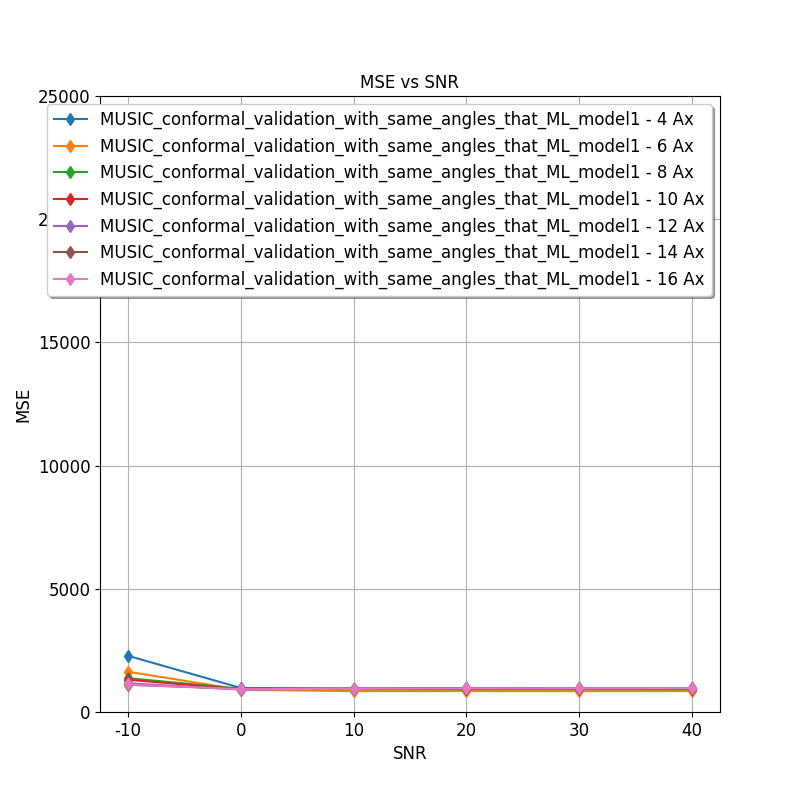 MSE vs SNR
25000
MUSIC_conformal_validation_with_same_angles_that_ML_model1 - 4 Ax
MUSIC_conformal_validation_with_same_angles_that_ML_model1 - 6 Ax
MUSIC_conformal_validation_with_same_angles_that_ML_model1 - 8 Ax
MUSIC_conformal_validation_with_same_angles_that_ML_model1 - 10 Ax
MUSIC_conformal_validation_with_same_angles_that_ML_model1 - 12 Ax
MUSIC_conformal_validation_with_same_angles_that_ML_model1 - 14 Ax
MUSIC_conformal_validation_with_same_angles_that_ML_model1 - 16 Ax
15000
10000
5000
0
MSE
-10 0 10 20 30 40
SNR